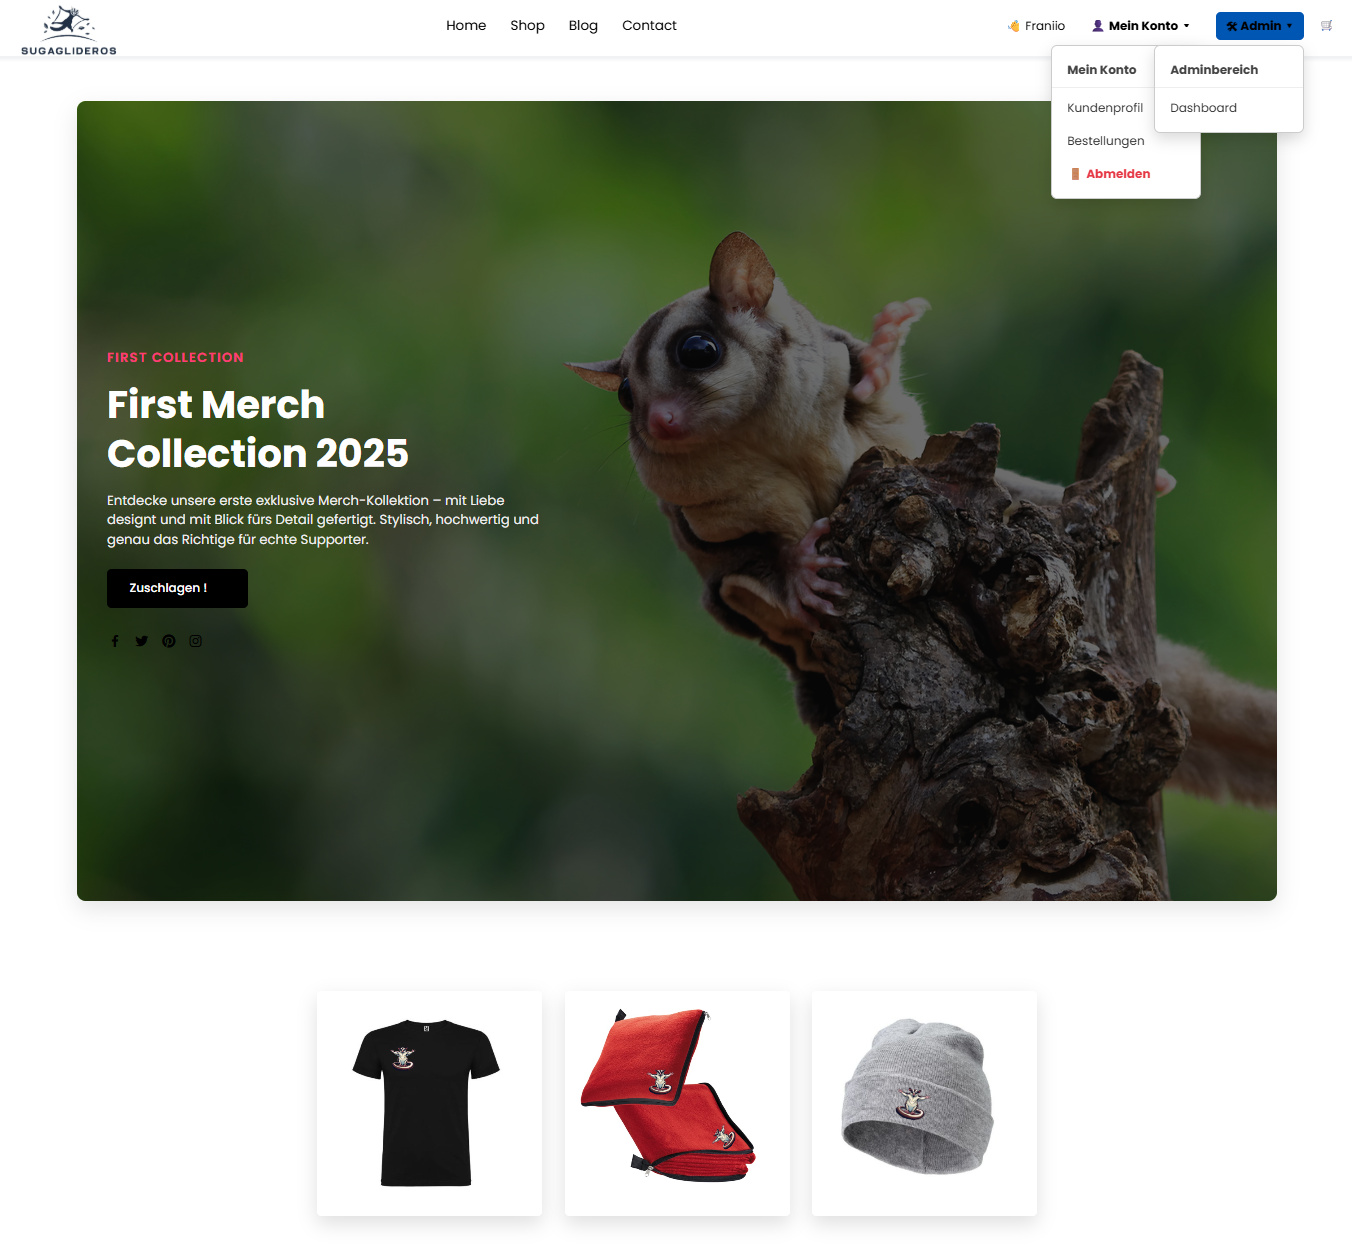 SUGAGLIDEROS
Home Shop Blog Contact
Franiio
Mein Konto
Admin
Mein Konto
Kundenprofil
Bestellungen
Abmelden
Adminbereich
Dashboard
FIRST COLLECTION
First Merch
Collection 2025
Entdecke unsere erste exklusive Merch-Kollektion – mit Liebe
designt und mit Blick fürs Detail gefertigt. Stylisch, hochwertig und
genau das Richtige für echte Supporter.
Zuschlagen !